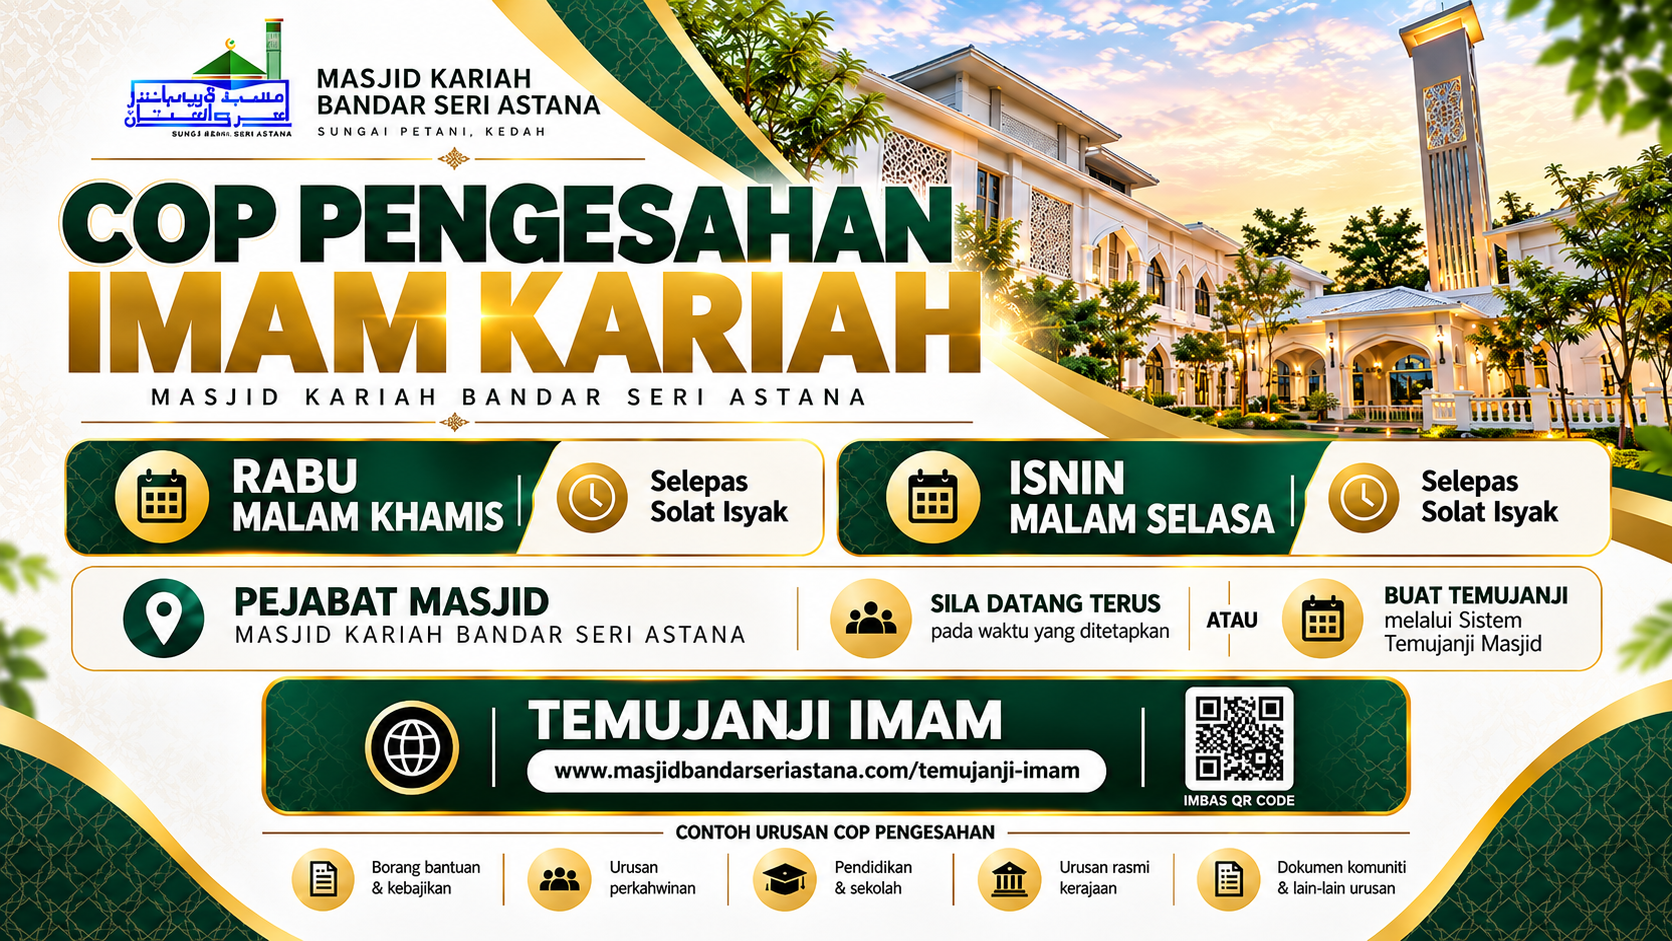 MASJID KARIAH
BANDAR SERI ASTANA
SUNGAI PETANI, KEDAH
COP PENGESAHAN
IMAM KARIAH
MASJID KARIAH BANDAR SERI ASTANA
RABU
MALAM KHAMIS
Selepas
Solat Isyak
ISNIN
MALAM SELASA
Selepas
Solat Isyak
PEJABAT MASJID
MASJID KARIAH BANDAR SERI ASTANA
SILA DATANG TERUS
pada waktu yang ditetapkan
ATAU
BUAT TEMUJANJI
melalui Sistem
Temujanji Masjid
TEMUJANJI IMAM
www.masjidbandarseriastana.com/temujanji-imam
IMBAS QR CODE
CONTOH URUSAN COP PENGESAHAN
Borang bantuan
& kebajikan
Urusan
perkahwinan
Pendidikan
& sekolah
Urusan rasmi
kerajaan
Dokumen komuniti
& lain-lain urusan